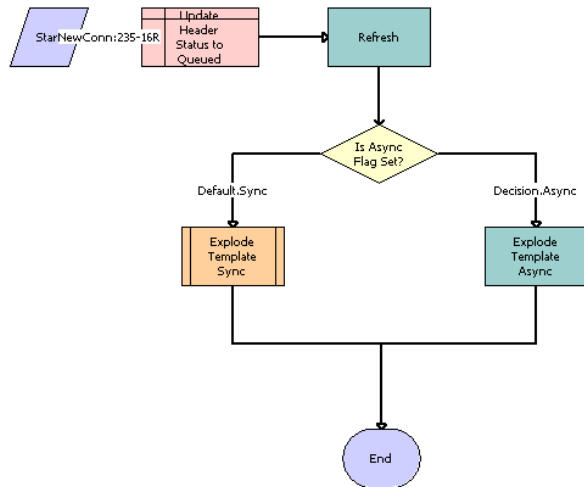 Update
StarNewConn:235-16R
Header
Status to
Queued
Refresh
Is Async
Flag Set?
Default.Sync
Decision.Async
Explode
Template
Sync
Explode
Template
Async
End